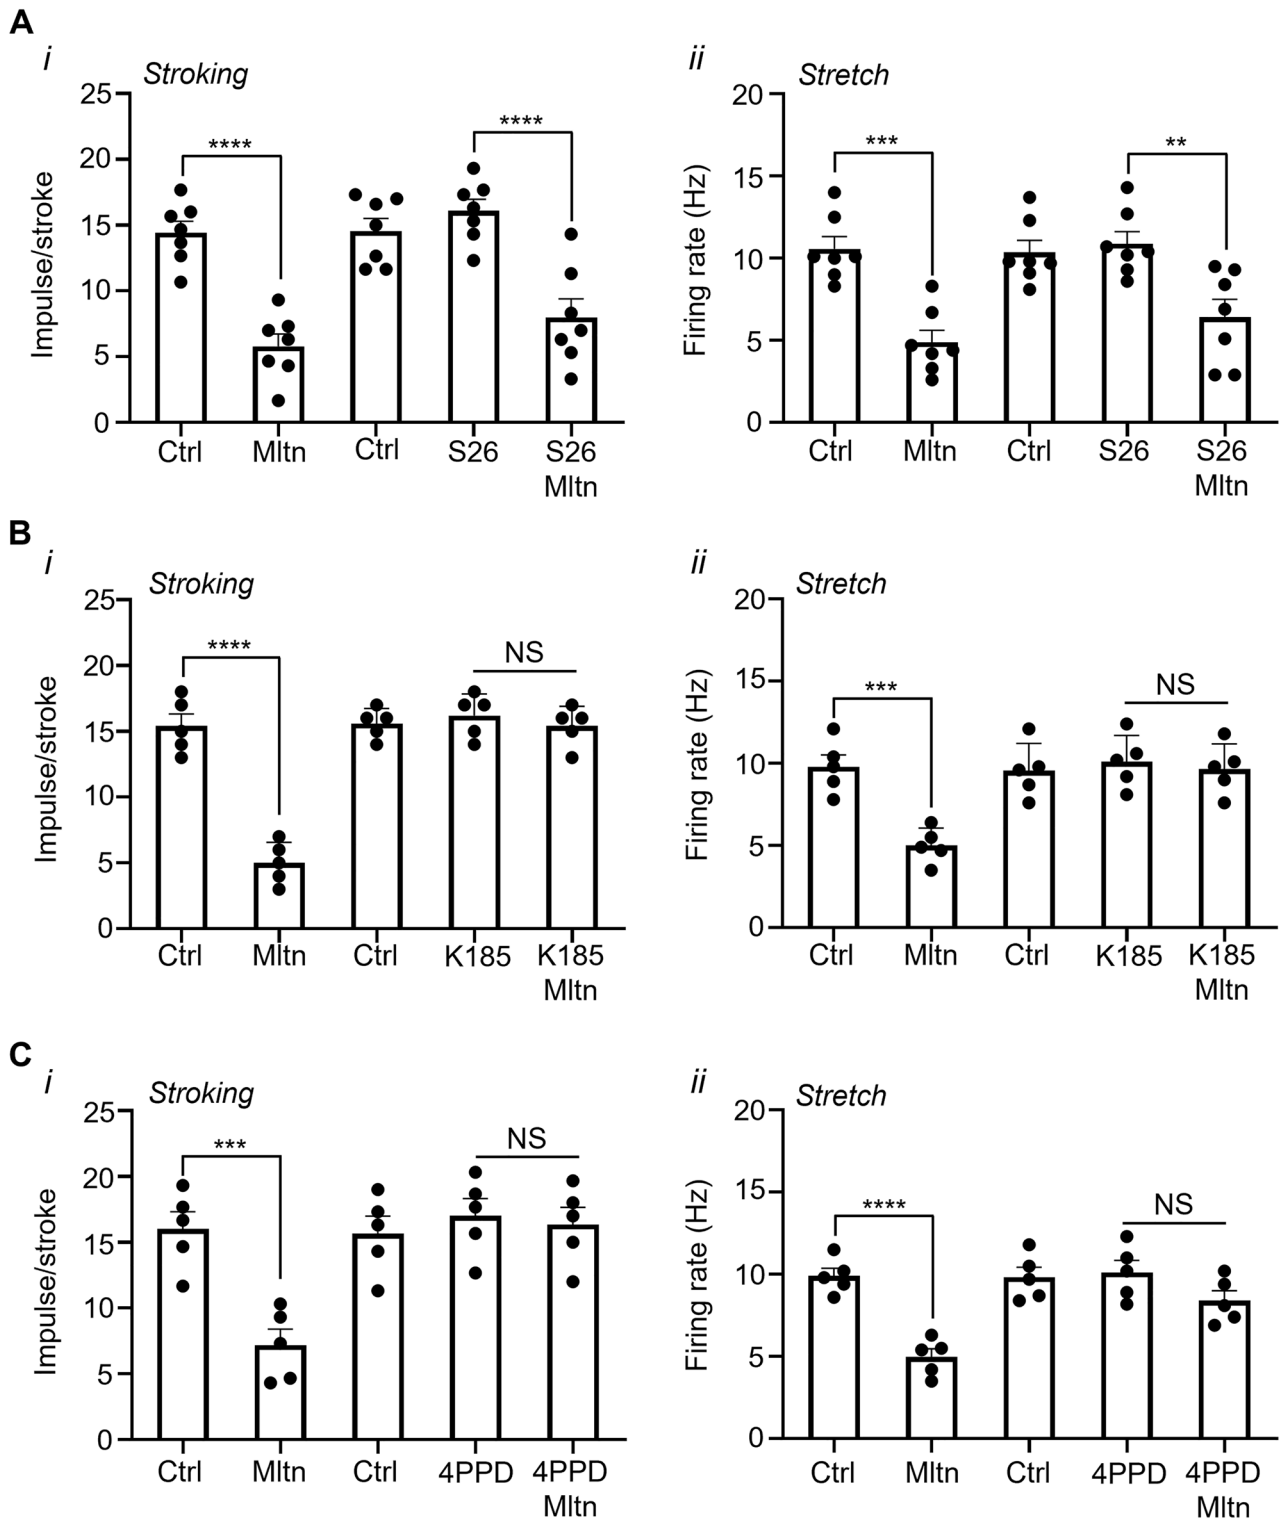 A
i
ii
Stroking
Stretch
25
20
15
10
5
0
Impulse/stroke
****
****
Ctrl
Mltn
Ctrl
S26
S26
Mltn
20
15
10
5
0
Firing rate (Hz)
***
**
Ctrl
Mltn
Ctrl
S26
S26
Mltn
B
i
ii
Stroking
Stretch
25
20
15
10
5
0
Impulse/stroke
****
NS
Ctrl
Mltn
Ctrl
K185
K185
Mltn
20
15
10
5
0
Firing rate (Hz)
***
NS
Ctrl
Mltn
Ctrl
K185
K185
Mltn
C
i
ii
Stroking
Stretch
25
20
15
10
5
0
Impulse/stroke
***
NS
Ctrl
Mltn
Ctrl
4PPD
4PPD
Mltn
20
15
10
5
0
Firing rate (Hz)
****
NS
Ctrl
Mltn
Ctrl
4PPD
4PPD
Mltn